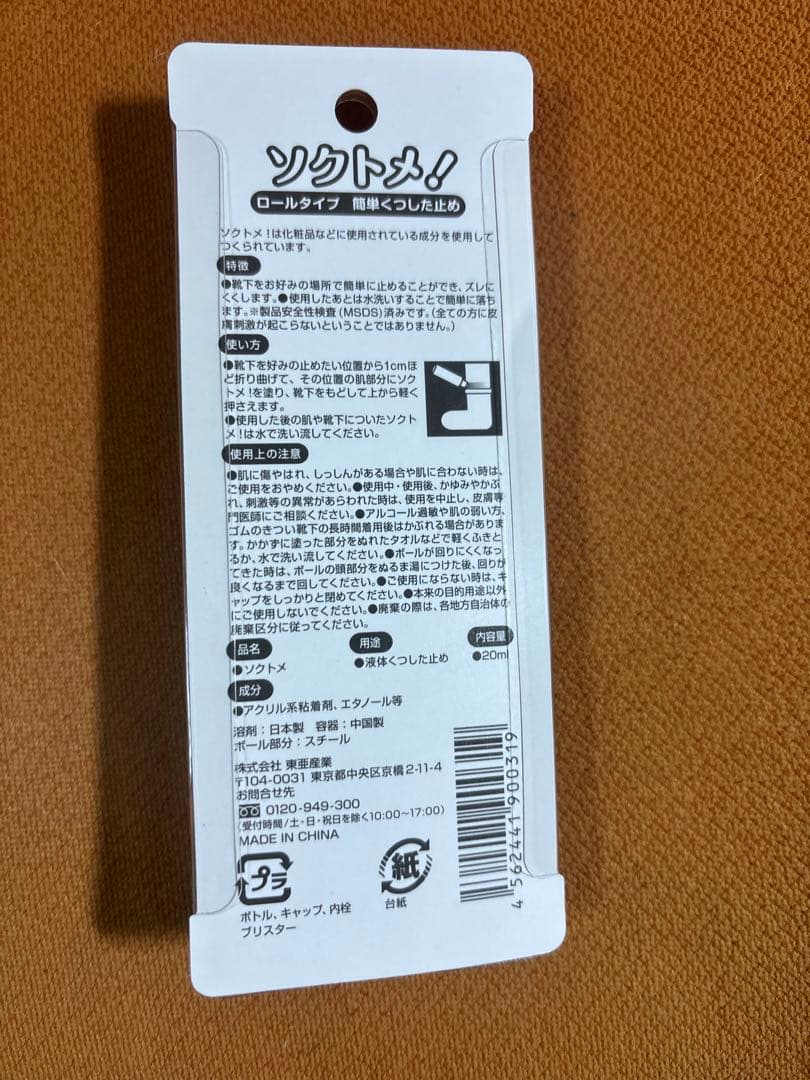 ソクトメ!
ロールタイプ 簡単くつした止め
ソクトメ!は化粧品などに使用されている成分を使用して
つくられています。
特徴
●靴下をお好みの場所で簡単に止めることができ、ズレに
くくします。●使用したあとは水洗いすることで簡単に落ち
ます。※製品安全性検査(MSDS)済みです。(全ての方に皮
膚刺激が起こらないということではありません。)
使い方
●靴下を好みの止めたい位置から1cmほ
ど折り曲げて、その位置の肌部分にソク
トメ!を塗り、靴下をもどして上から軽く
押さえます。
●使用した後の肌や靴下についたソクト
メ!は水で洗い流してください。
使用上の注意
●肌に傷やはれ、しっしんがある場合や肌に合わない時は、
ご使用をおやめください。●使用中・使用後、かゆみやかぶ
れ、刺激等の異常があらわれた時は、使用を中止し、皮膚専
門医師にご相談ください。●アルコール過敏や肌の弱い方、
ゴムのきつい靴下の長時間着用後はかぶれる場合がありま
す。かかずに塗った部分をぬれたタオルなどで軽くふきと
るか、水で洗い流してください。●ボールが回りにくくなっ
てきた時は、ボールの頭部分をぬるま湯につけた後、回りが
良くなるまで回してください。●ご使用にならない時は、キ
ャップをしっかりと閉めてください。●本来の目的用途以外
にご使用しないでください。●廃棄の際は、各地方自治体の
廃棄区分に従ってください。
品名 用途 内容量
●ソクトメ ●液体くつした止め ●20ml
成分
●アクリル系粘着剤、エタノール等
溶剤:日本製 容器:中国製
ボール部分:スチール
株式会社 東亜産業
〒104-0031 東京都中央区京橋2-11-4
お問合せ先
0120-949-300
(受付時間/土・日・祝日を除く10:00〜17:00)
MADE IN CHINA
プラ
ボトル、キャップ、内栓
ブリスター
紙
台紙
4562441900319